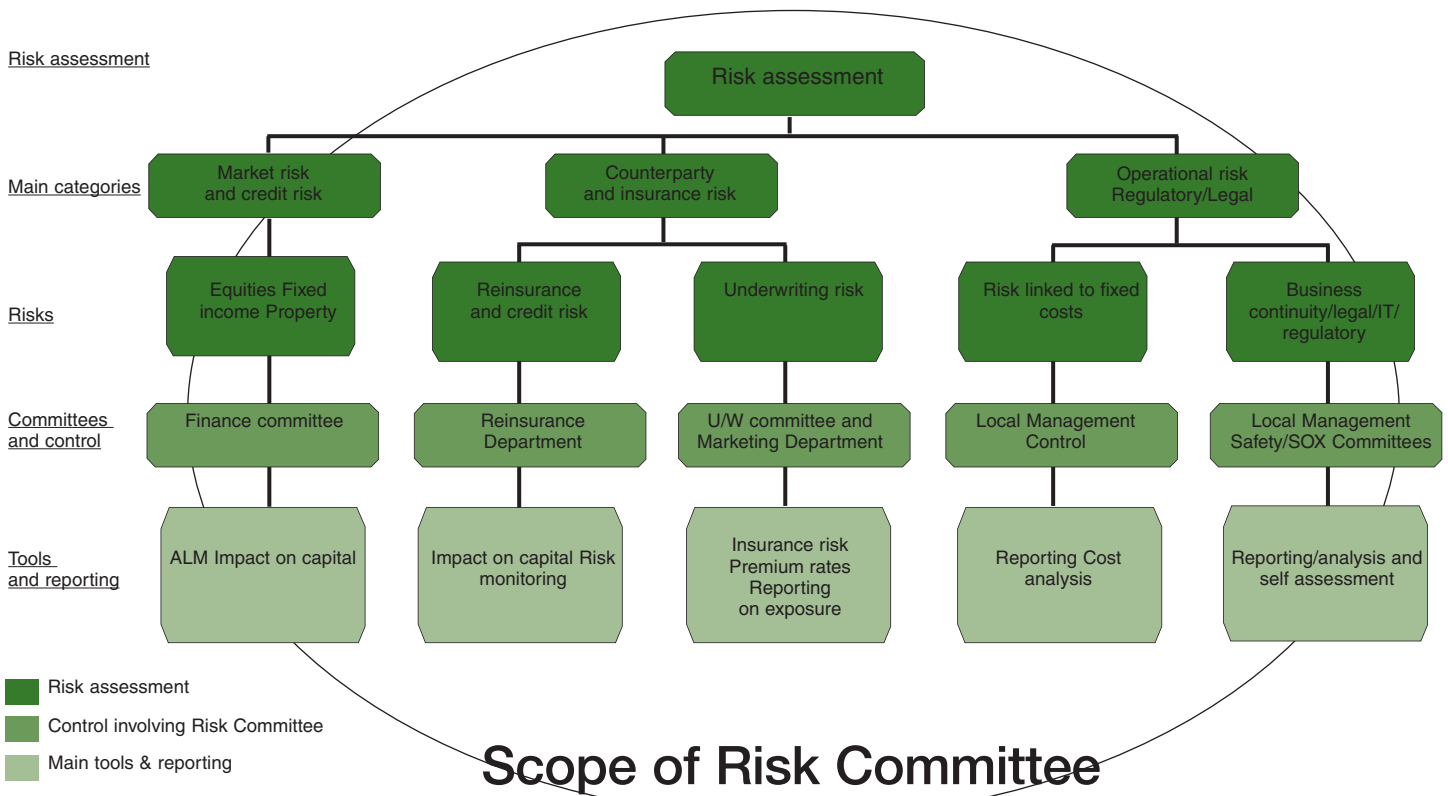 Risk assessment
Risk assessment
Main categories
Market risk
and credit risk
Counterparty
and insurance risk
Operational risk
Regulatory/Legal
Risks
Equities Fixed
income Property
Reinsurance
and credit risk
Underwriting risk
Risk linked to fixed
costs
Business
continuity/legal/IT/
regulatory
Committees
and control
Finance committee
Reinsurance
Department
U/W committee and
Marketing Department
Local Management
Control
Local Management
Safety/SOX Committees
Tools
and reporting
ALM Impact on capital
Impact on capital Risk
monitoring
Insurance risk
Premium rates
Reporting
on exposure
Reporting Cost
analysis
Reporting/analysis and
self assessment
Risk assessment
Control involving Risk Committee
Main tools & reporting
Scope of Risk Committee